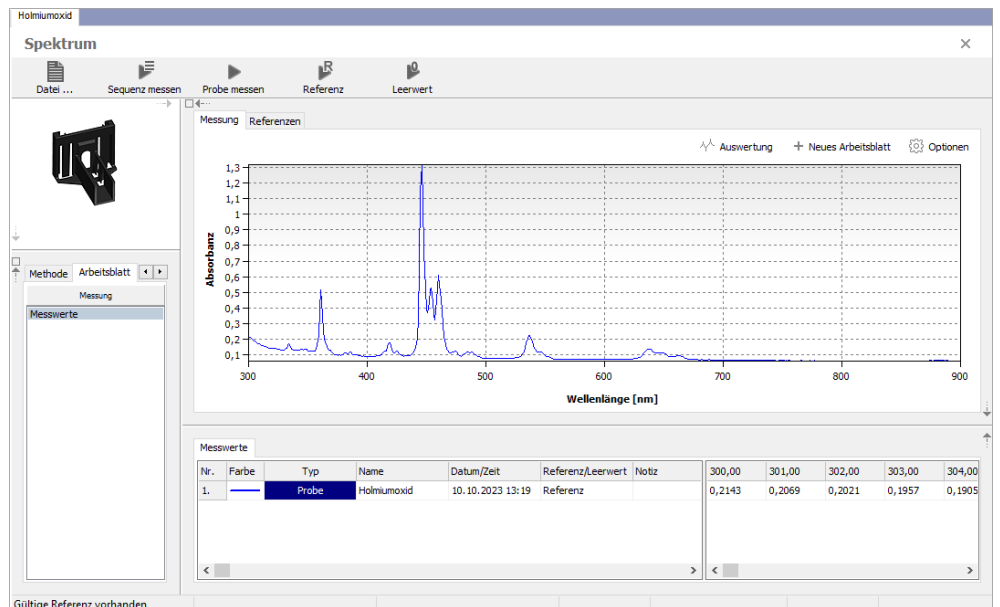 Holmiumoxid
Spektrum
Datei ... Sequenz messen Probe messen Referenz Leerwert
Messung Referenzen
Auswertung + Neues Arbeitsblatt Optionen
1,3
1,2
1,1
1
0,9
0,8
0,7
0,6
0,5
0,4
0,3
0,2
0,1
Absorbanz
300 400 500 600 700 800 900
Wellenlänge [nm]
Methode Arbeitsblatt
Messung
Messwerte
Messwerte
Nr. Farbe Typ Name Datum/Zeit Referenz/Leerwert Notiz 300,00 301,00 302,00 303,00 304,00
1. Probe Holmiumoxid 10.10.2023 13:19 Referenz 0,2143 0,2069 0,2021 0,1957 0,1905
Gültige Referenz vorhanden